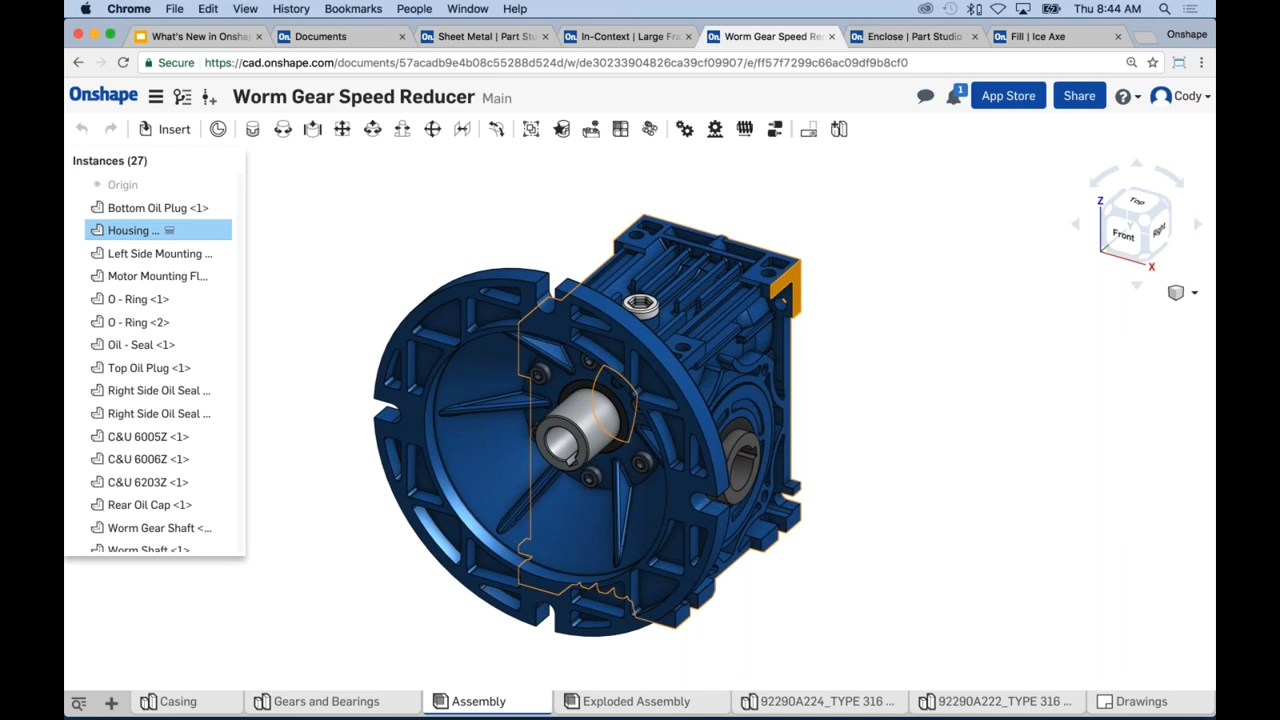 Chrome File Edit View History Bookmarks People Window Help Thu 8:44 AM
What's New in Onsha
Documents
Sheet Metal | Part Stu
In-Context | Large Fra
Worm Gear Speed Re
Enclose | Part Studio
Fill | Ice Axe
Onshape
Secure https://cad.onshape.com/documents/57acadb9e4b08c55288d524d/w/de30233904826ca39cf09907/e/ff57f7299c66ac09df9b8cf0
Onshape Worm Gear Speed Reducer Main 1 App Store Share ? Cody
Insert
Instances (27)
Origin
Bottom Oil Plug <1>
Housing ...
Left Side Mounting ...
Motor Mounting Fl...
O - Ring <1>
O - Ring <2>
Oil - Seal <1>
Top Oil Plug <1>
Right Side Oil Seal ...
Right Side Oil Seal ...
C&U 6005Z <1>
C&U 6006Z <1>
C&U 6203Z <1>
Rear Oil Cap <1>
Worm Gear Shaft <...
Worm Shaft <1>
Z
Top
Front
Right
Y
X
Casing
Gears and Bearings
Assembly
Exploded Assembly
92290A224_TYPE 316 ...
92290A222_TYPE 316 ...
Drawings